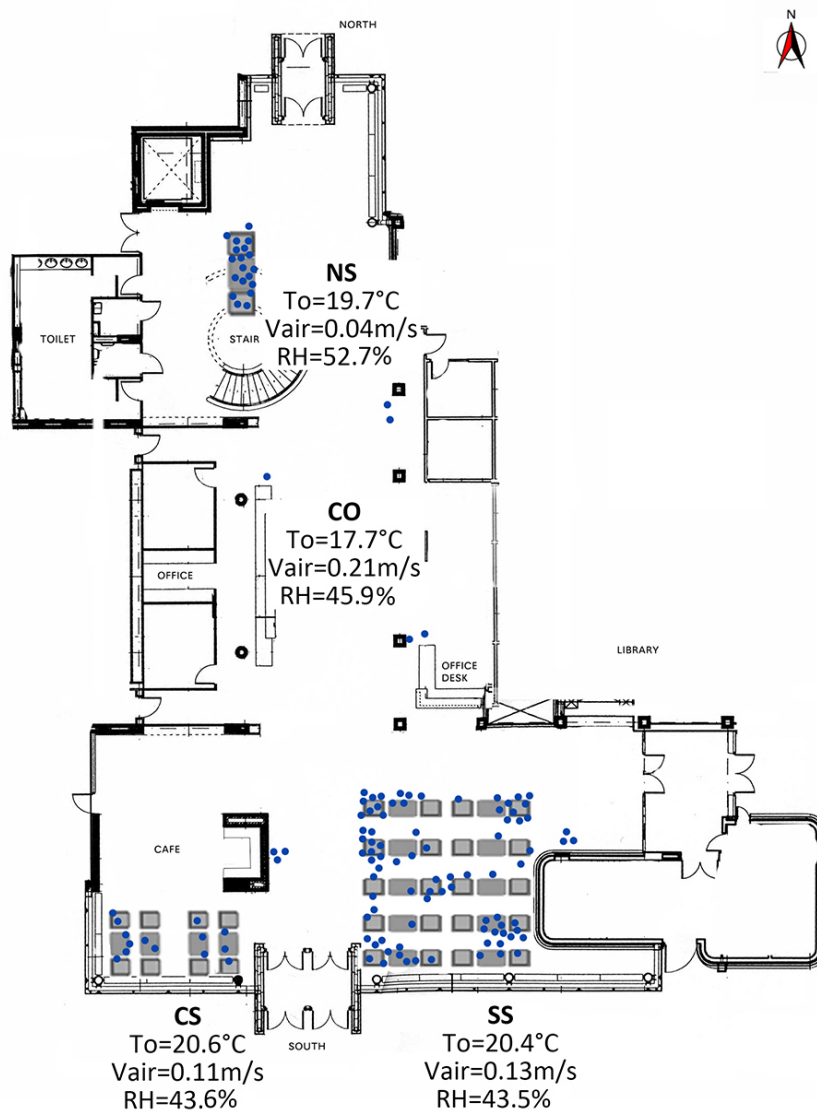 NORTH
N
NS
To=19.7°C
Vair=0.04m/s
RH=52.7%
TOILET
STAIR
CO
To=17.7°C
Vair=0.21m/s
RH=45.9%
OFFICE
LIBRARY
OFFICE
DESK
CAFE
CS
To=20.6°C
Vair=0.11m/s
RH=43.6%
SOUTH
SS
To=20.4°C
Vair=0.13m/s
RH=43.5%